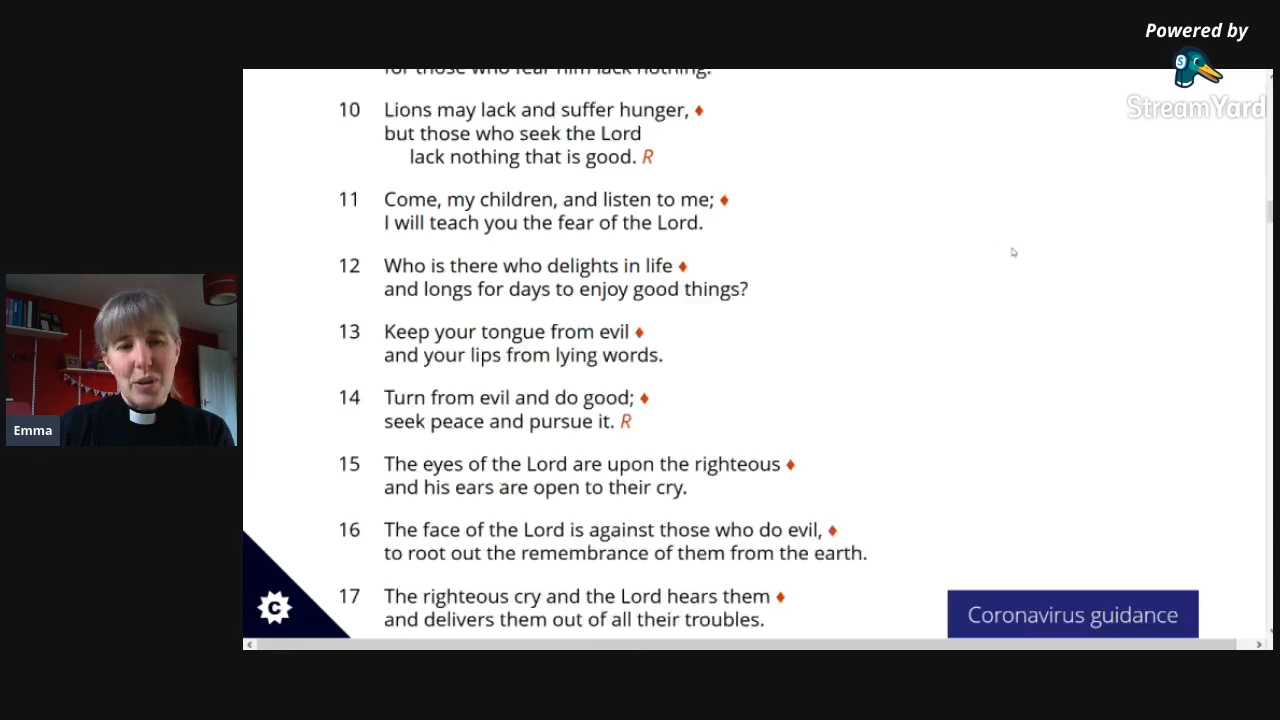 Powered by
StreamYard
for those who fear him lack nothing.
10 Lions may lack and suffer hunger, ♦
but those who seek the Lord
lack nothing that is good. R
11 Come, my children, and listen to me; ♦
I will teach you the fear of the Lord.
12 Who is there who delights in life ♦
and longs for days to enjoy good things?
13 Keep your tongue from evil ♦
and your lips from lying words.
14 Turn from evil and do good; ♦
seek peace and pursue it. R
15 The eyes of the Lord are upon the righteous ♦
and his ears are open to their cry.
16 The face of the Lord is against those who do evil, ♦
to root out the remembrance of them from the earth.
17 The righteous cry and the Lord hears them ♦
and delivers them out of all their troubles.
Emma
C
Coronavirus guidance